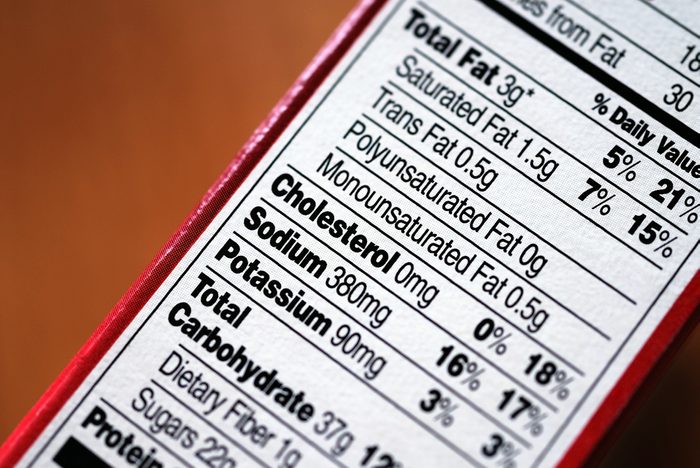 from Fat 30
% Daily Value
Total Fat 3g* 5% 21%
Saturated Fat 1.5g 7% 15%
Trans Fat 0.5g
Polyunsaturated Fat 0g
Monounsaturated Fat 0.5g
Cholesterol 0mg 0% 18%
Sodium 380mg 16% 17%
Potassium 90mg 3% 3%
Total
Carbohydrate 37g 12%
Dietary Fiber 1g
Sugars 22g
Protein